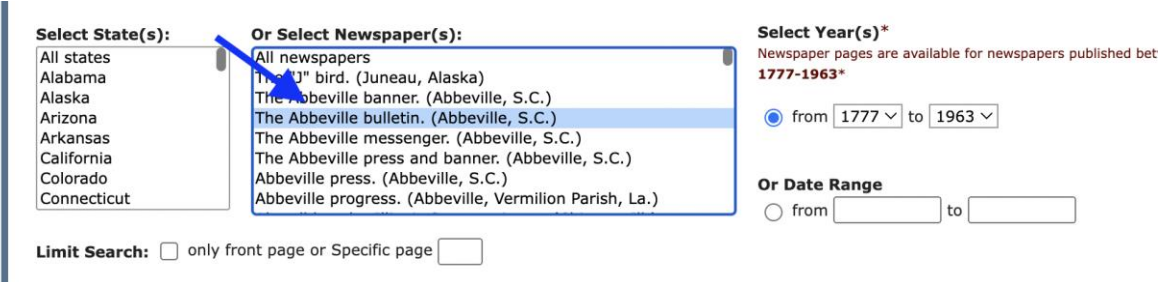 Select State(s):
All states
Alabama
Alaska
Arizona
Arkansas
California
Colorado
Connecticut
Or Select Newspaper(s):
All newspapers
The "J" bird. (Juneau, Alaska)
The Abbeville banner. (Abbeville, S.C.)
The Abbeville bulletin. (Abbeville, S.C.)
The Abbeville messenger. (Abbeville, S.C.)
The Abbeville press and banner. (Abbeville, S.C.)
Abbeville press. (Abbeville, S.C.)
Abbeville progress. (Abbeville, Vermilion Parish, La.)
Select Year(s)*
Newspaper pages are available for newspapers published bet
1777-1963*
from 1777 to 1963
Or Date Range
from to
Limit Search: only front page or Specific page